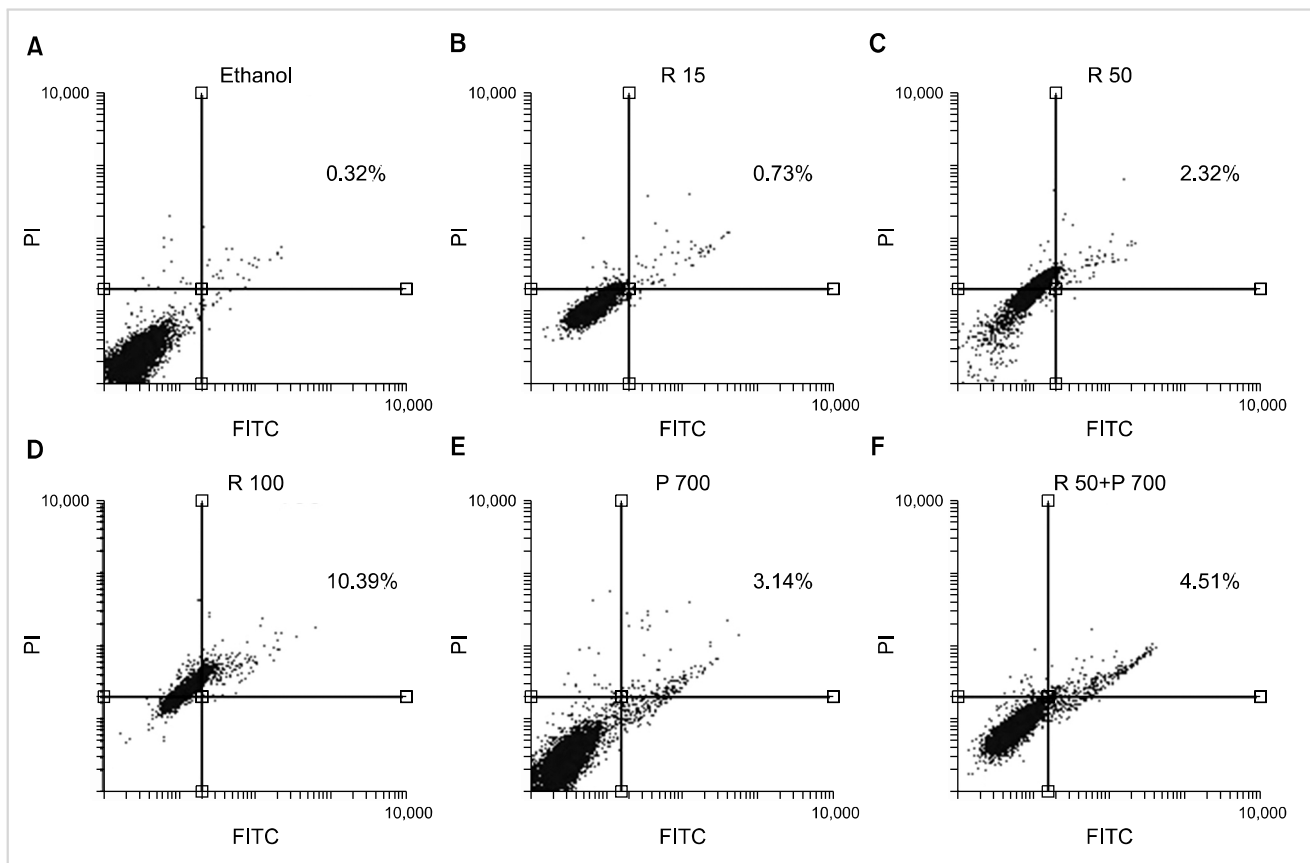 A
Ethanol
10,000
0.32%
PI
10,000
FITC
B
R 15
10,000
0.73%
PI
10,000
FITC
C
R 50
10,000
2.32%
PI
10,000
FITC
D
R 100
10,000
10.39%
PI
10,000
FITC
E
P 700
10,000
3.14%
PI
10,000
FITC
F
R 50+P 700
10,000
4.51%
PI
10,000
FITC